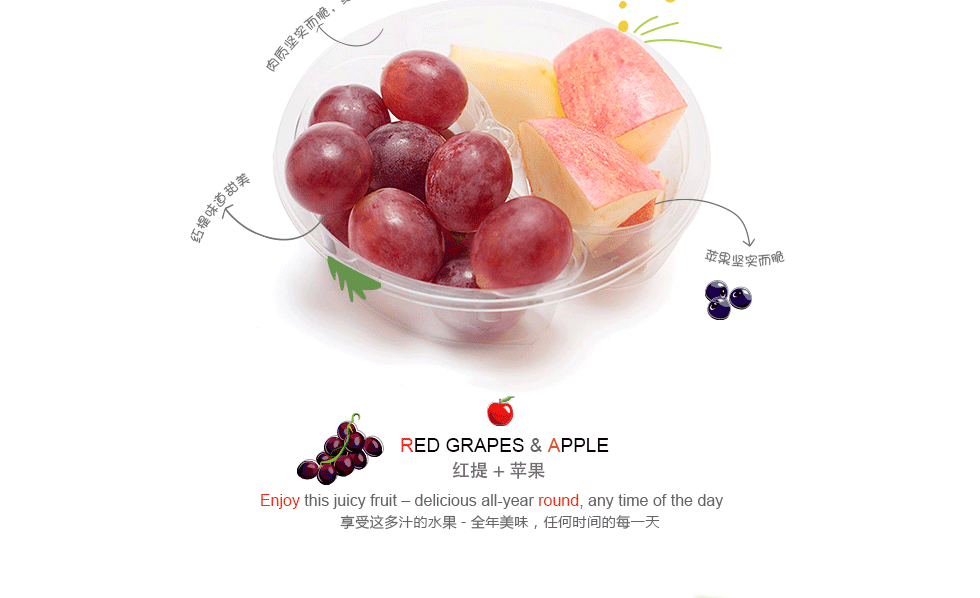 肉质坚实而脆，
红提味道甜美
苹果坚实而脆
RED GRAPES & APPLE
红提 + 苹果
Enjoy this juicy fruit – delicious all-year round, any time of the day
享受这多汁的水果 - 全年美味，任何时间的每一天